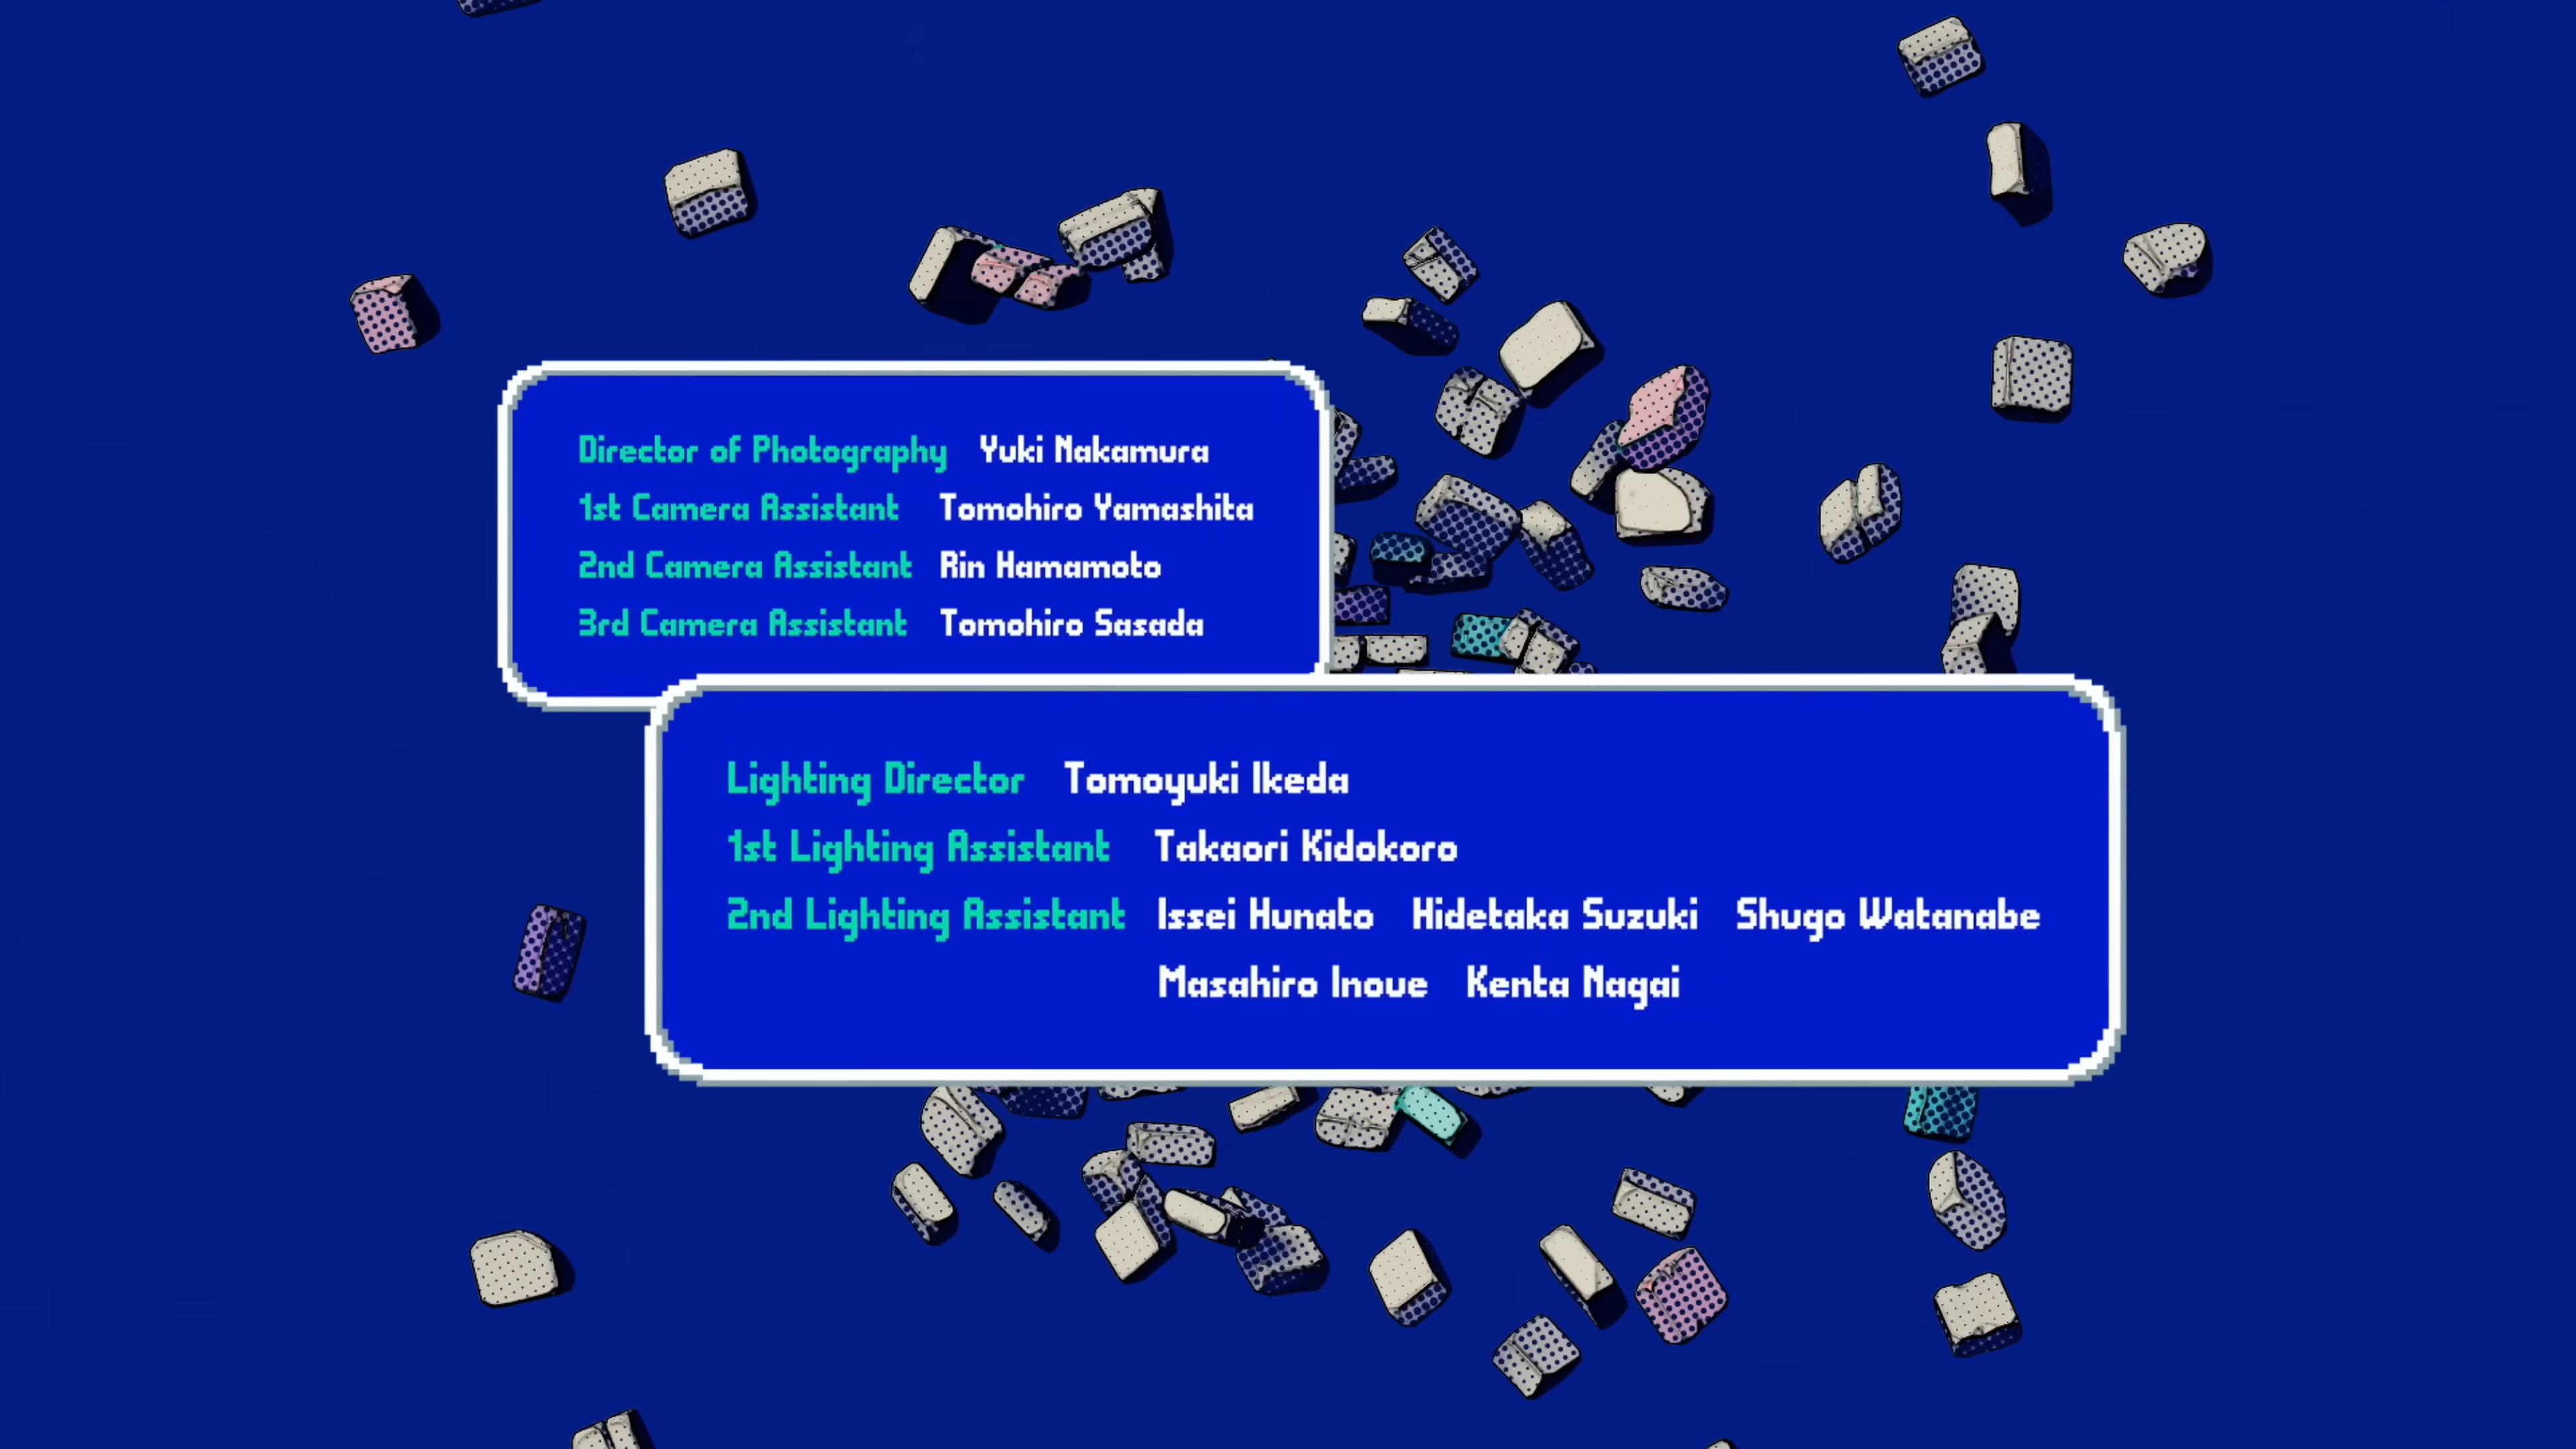 Director of Photography Yuki Nakamura
1st Camera Assistant Tomohiro Yamashita
2nd Camera Assistant Rin Hamamoto
3rd Camera Assistant Tomohiro Sasada
Lighting Director Tomoyuki Ikeda
1st Lighting Assistant Takaori Kidokoro
2nd Lighting Assistant Issei Hunato Hidetaka Suzuki Shugo Watanabe
Masahiro Inoue Kenta Nagai